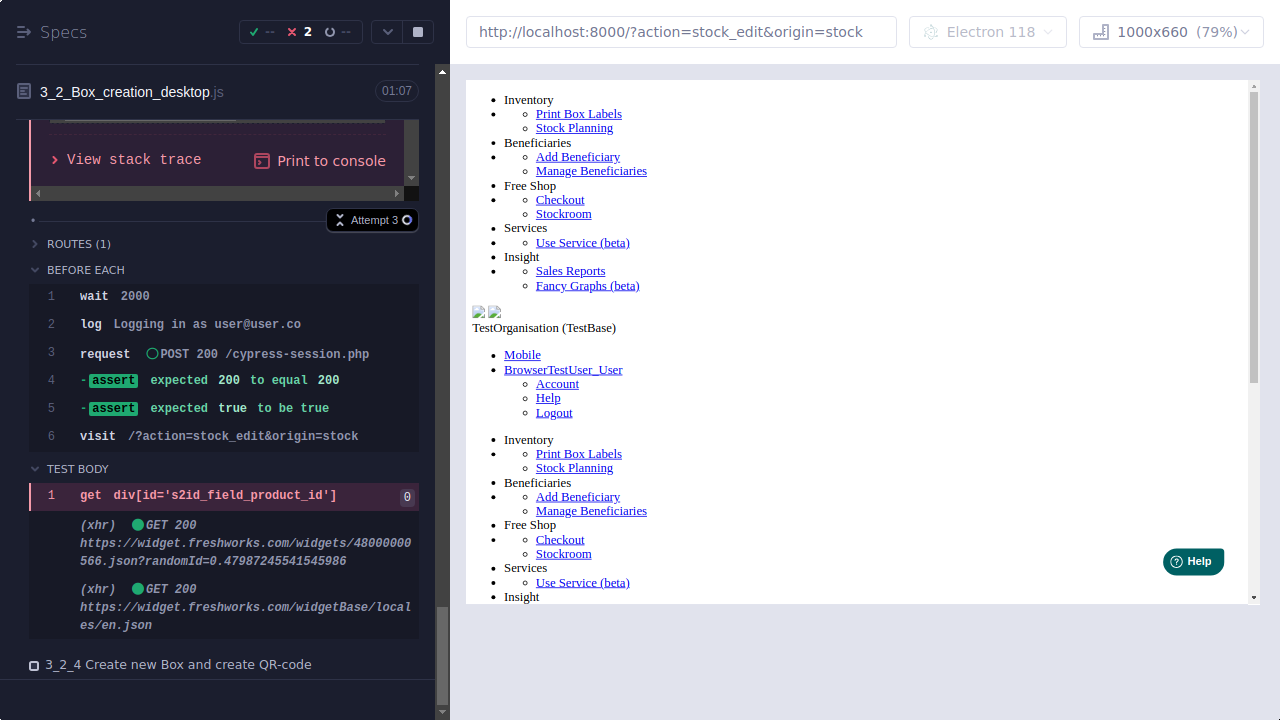 Specs
--
2
--
3_2_Box_creation_desktop.js
01:07
View stack trace
Print to console
Attempt 3
ROUTES (1)
BEFORE EACH
1 wait 2000
2 log Logging in as user@user.co
3 request POST 200 /cypress-session.php
4 -assert expected 200 to equal 200
5 -assert expected true to be true
6 visit /?action=stock_edit&origin=stock
TEST BODY
1 get div[id='s2id_field_product_id'] 0
(xhr) GET 200
https://widget.freshworks.com/widgets/48000000
566.json?randomId=0.47987245541545986
(xhr) GET 200
https://widget.freshworks.com/widgetBase/local
es/en.json
3_2_4 Create new Box and create QR-code
http://localhost:8000/?action=stock_edit&origin=stock
Electron 118
1000x660 (79%)
Inventory
Print Box Labels
Stock Planning
Beneficiaries
Add Beneficiary
Manage Beneficiaries
Free Shop
Checkout
Stockroom
Services
Use Service (beta)
Insight
Sales Reports
Fancy Graphs (beta)
TestOrganisation (TestBase)
Mobile
BrowserTestUser_User
Account
Help
Logout
Inventory
Print Box Labels
Stock Planning
Beneficiaries
Add Beneficiary
Manage Beneficiaries
Free Shop
Checkout
Stockroom
Services
Use Service (beta)
Insight
Help